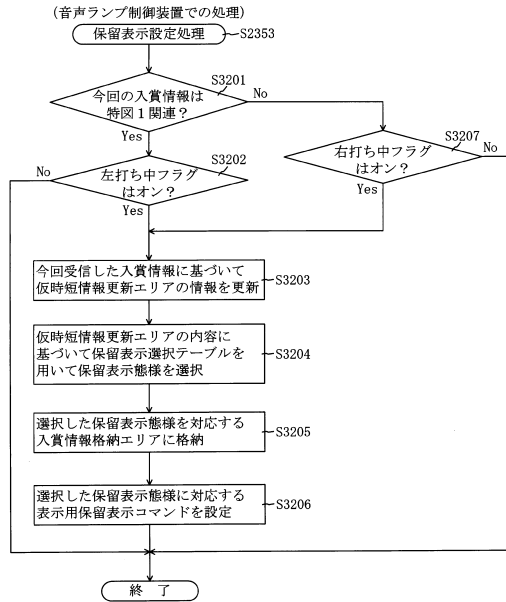 (音声ランプ制御装置での処理)
保留表示設定処理
S2353
S3201
今回の入賞情報は
特図1関連?
No
Yes
S3207
右打ち中フラグ
はオン?
No
Yes
S3202
左打ち中フラグ
はオン?
No
Yes
今回受信した入賞情報に基づいて
仮時短情報更新エリアの情報を更新
S3203
仮時短情報更新エリアの内容に
基づいて保留表示選択テーブルを
用いて保留表示態様を選択
S3204
選択した保留表示態様を対応する
入賞情報格納エリアに格納
S3205
選択した保留表示態様に対応する
表示用保留表示コマンドを設定
S3206
終 了